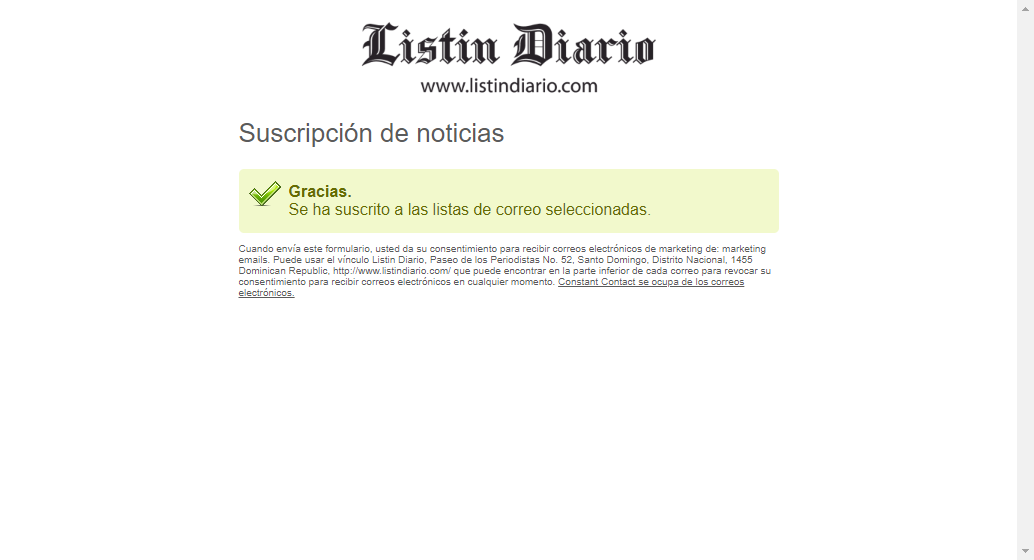 Listin Diario
www.listindiario.com
Suscripción de noticias
Gracias.
Se ha suscrito a las listas de correo seleccionadas.
Cuando envía este formulario, usted da su consentimiento para recibir correos electrónicos de marketing de: marketing
emails. Puede usar el vínculo Listin Diario, Paseo de los Periodistas No. 52, Santo Domingo, Distrito Nacional, 1455
Dominican Republic, http://www.listindiario.com/ que puede encontrar en la parte inferior de cada correo para revocar su
consentimiento para recibir correos electrónicos en cualquier momento. Constant Contact se ocupa de los correos
electrónicos.